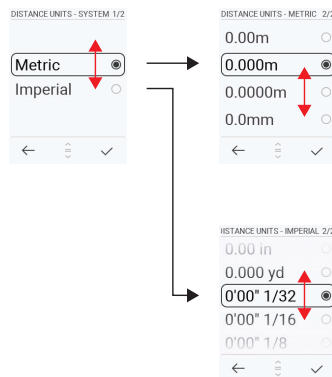 DISTANCE UNITS - SYSTEM 1/2
Metric
Imperial
DISTANCE UNITS - METRIC 2/2
0.00m
0.000m
0.0000m
0.0mm
DISTANCE UNITS - IMPERIAL 2/2
0.00 in
0.000 yd
0'00" 1/32
0'00" 1/16
0'00" 1/8